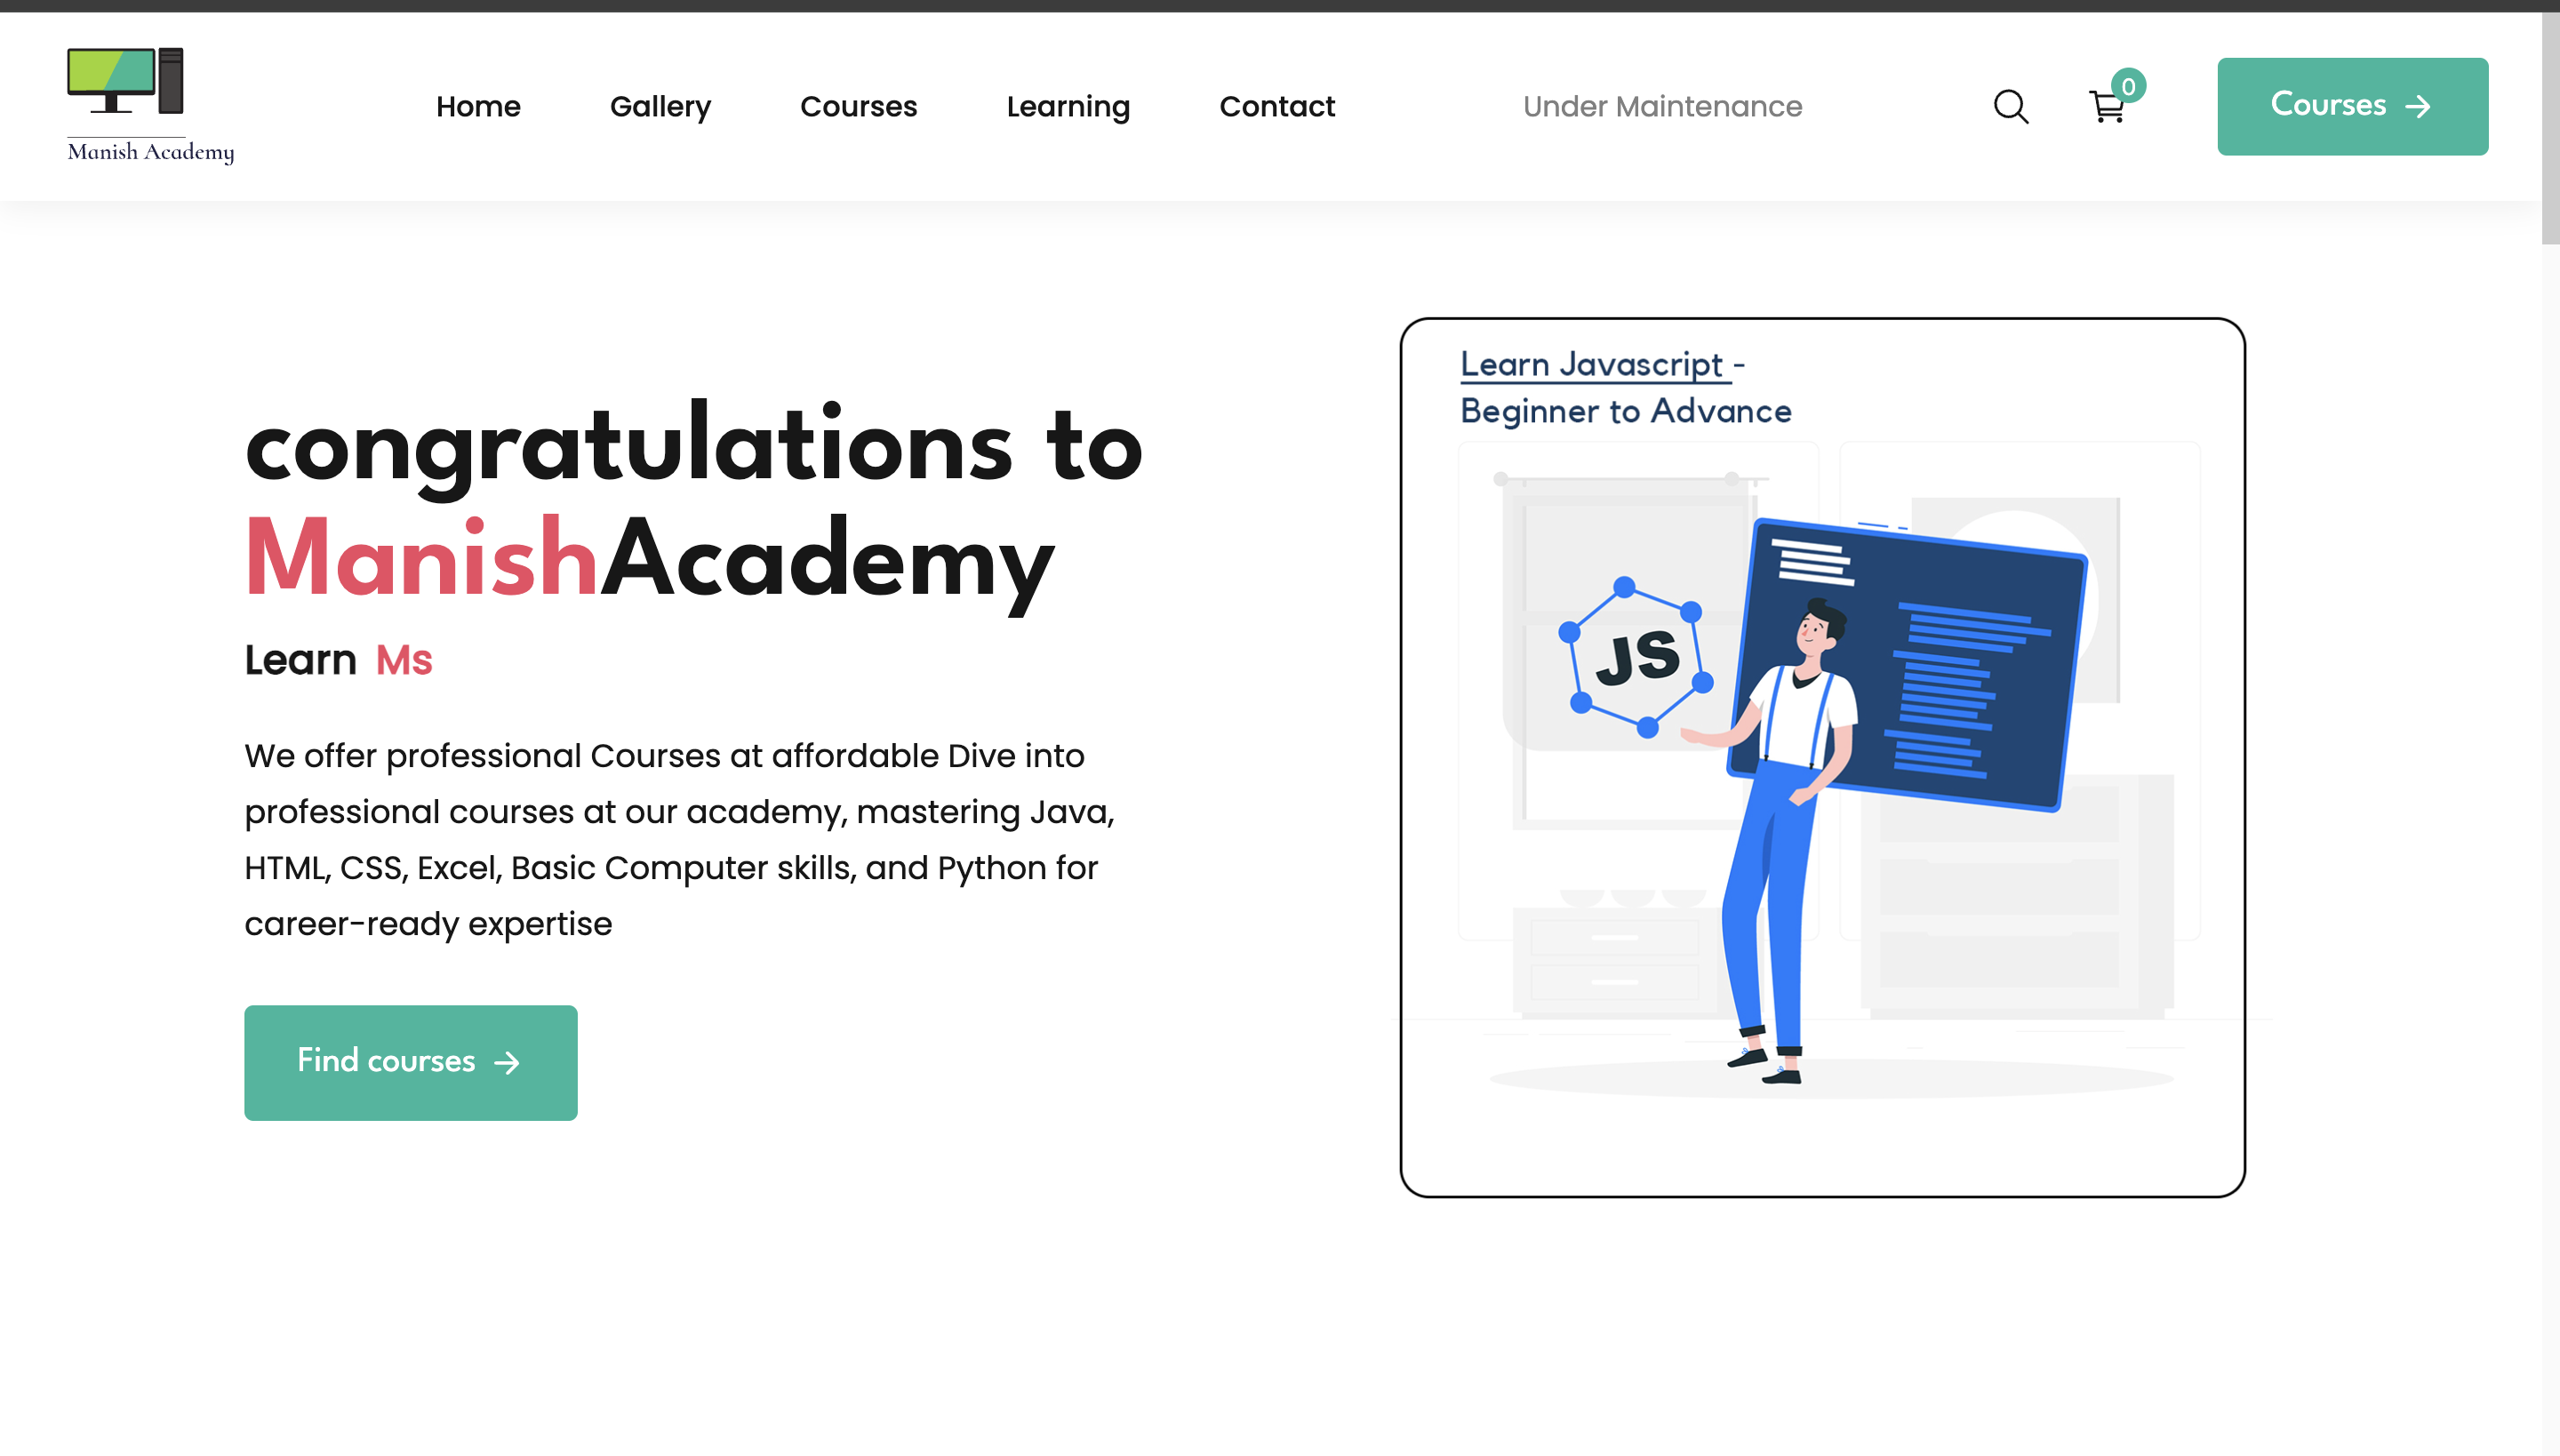 Manish Academy
Home Gallery Courses Learning Contact Under Maintenance 0 Courses →
congratulations to
ManishAcademy
Learn Ms
We offer professional Courses at affordable Dive into
professional courses at our academy, mastering Java,
HTML, CSS, Excel, Basic Computer skills, and Python for
career-ready expertise
Find courses →
Learn Javascript -
Beginner to Advance
JS